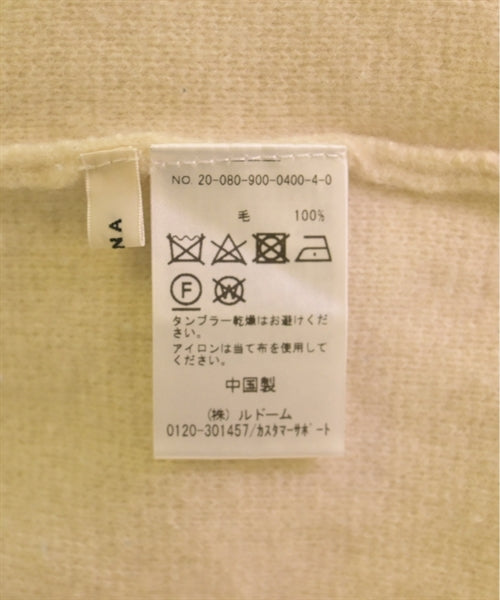 NO. 20-080-900-0400-4-0
毛 100%
F W
タンブラー乾燥はお避けくだ
さい。
アイロンは当て布を使用して
ください。
中国製
(株) ルドーム
0120-301457/カスタマーサポート
NA